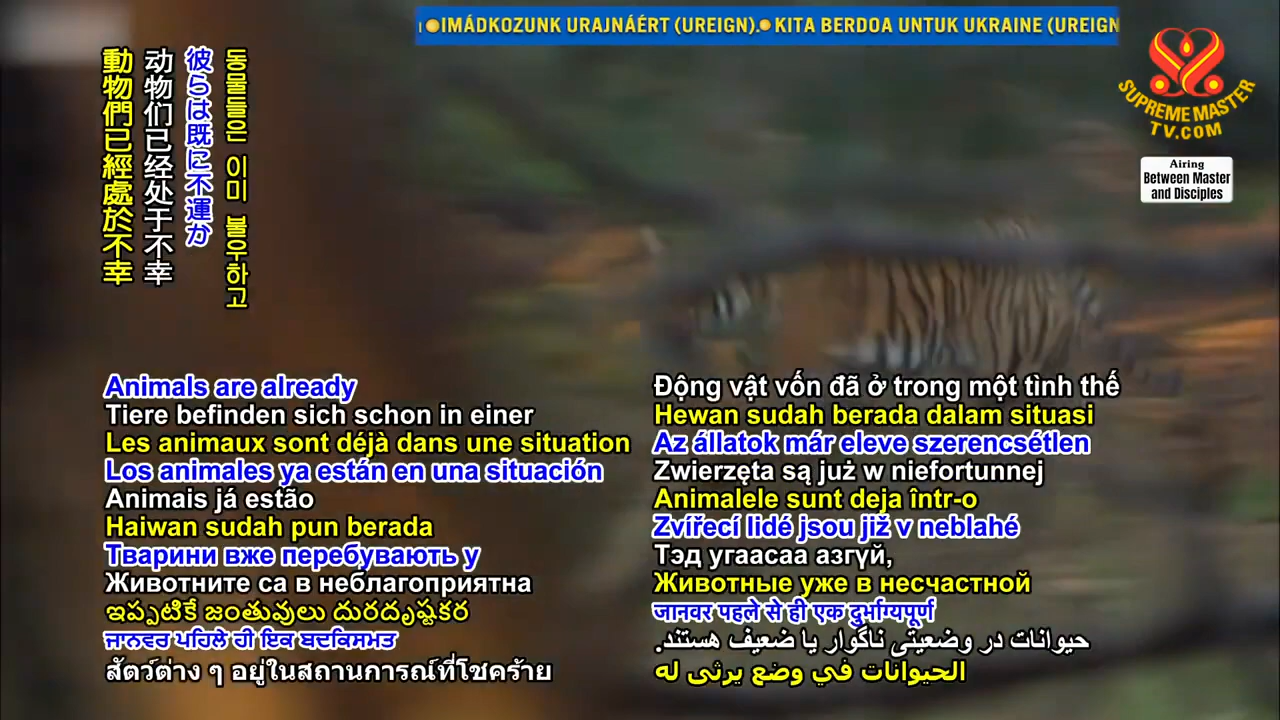 IMÁDKOZUNK URAJNÁÉRT (UREIGN). KITA BERDOA UNTUK UKRAINE (UREIGN
SUPREME MASTER
TV.COM
Airing
Between Master
and Disciples
동물들은 이미 불우하고
彼らは既に不運か
动物们已经处于不幸
動物們已經處於不幸
Animals are already
Tiere befinden sich schon in einer
Les animaux sont déjà dans une situation
Los animales ya están en una situación
Animais já estão
Haiwan sudah pun berada
Тварини вже перебувають у
Животните са в неблагоприятна
ఇప్పటికే జంతువులు దురదృష్టకర
ਜਾਨਵਰ ਪਹਿਲੇ ਹੀ ਇਕ ਬਦਕਿਸਮਤ
สัตว์ต่าง ๆ อยู่ในสถานการณ์ที่โชคร้าย
Động vật vốn đã ở trong một tình thế
Hewan sudah berada dalam situasi
Az állatok már eleve szerencsétlen
Zwierzęta są już w niefortunnej
Animalele sunt deja într-o
Zvířecí lidé jsou již v neblahé
Тэд угаасаа азгүй,
Животные уже в несчастной
जानवर पहले से ही एक दुर्भाग्यपूर्ण
حیوانات در وضعیتی ناگوار یا ضعیف هستند.
الحيوانات في وضع يرثى له